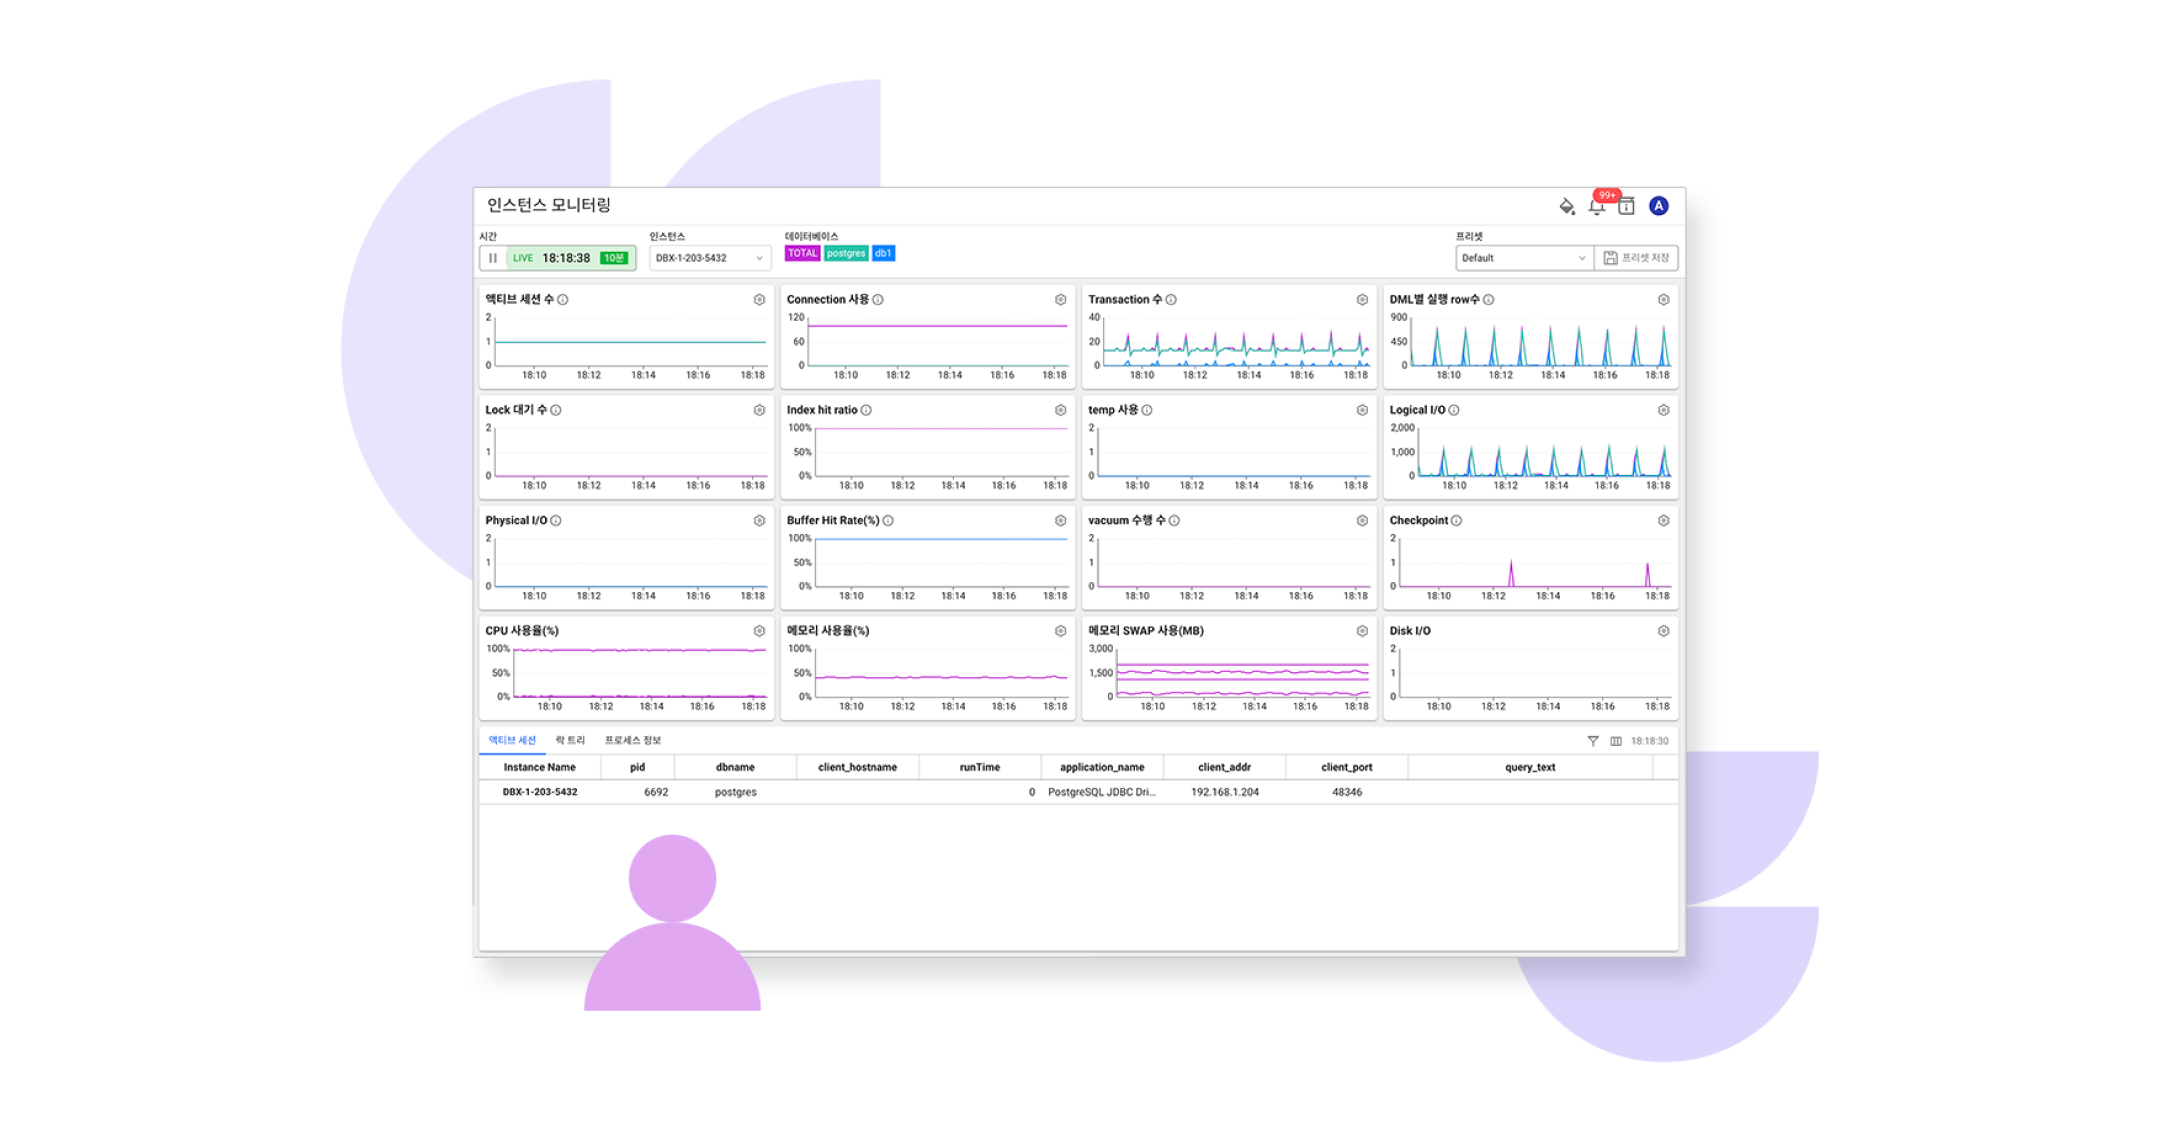 인스턴스 모니터링
99+
A
시간
인스턴스
데이터베이스
프리셋
LIVE 18:18:38 10분
DBX-1-203-5432
TOTAL postgres db1
Default
프리셋 저장
액티브 세션 수
2
1
0
18:10 18:12 18:14 18:16 18:18
Connection 사용
120
60
0
18:10 18:12 18:14 18:16 18:18
Transaction 수
40
20
0
18:10 18:12 18:14 18:16 18:18
DML별 실행 row수
900
450
0
18:10 18:12 18:14 18:16 18:18
Lock 대기 수
2
1
0
18:10 18:12 18:14 18:16 18:18
Index hit ratio
100%
50%
0%
18:10 18:12 18:14 18:16 18:18
temp 사용
2
1
0
18:10 18:12 18:14 18:16 18:18
Logical I/O
2,000
1,000
0
18:10 18:12 18:14 18:16 18:18
Physical I/O
2
1
0
18:10 18:12 18:14 18:16 18:18
Buffer Hit Rate(%)
100%
50%
0%
18:10 18:12 18:14 18:16 18:18
vacuum 수행 수
2
1
0
18:10 18:12 18:14 18:16 18:18
Checkpoint
2
1
0
18:10 18:12 18:14 18:16 18:18
CPU 사용율(%)
100%
50%
0%
18:10 18:12 18:14 18:16 18:18
메모리 사용율(%)
100%
50%
0%
18:10 18:12 18:14 18:16 18:18
메모리 SWAP 사용(MB)
3,000
1,500
0
18:10 18:12 18:14 18:16 18:18
Disk I/O
2
1
0
18:10 18:12 18:14 18:16 18:18
액티브 세션 락 트리 프로세스 정보
18:18:30
Instance Name pid dbname client_hostname runTime application_name client_addr client_port query_text
DBX-1-203-5432 6692 postgres 0 PostgreSQL JDBC Dri... 192.168.1.204 48346